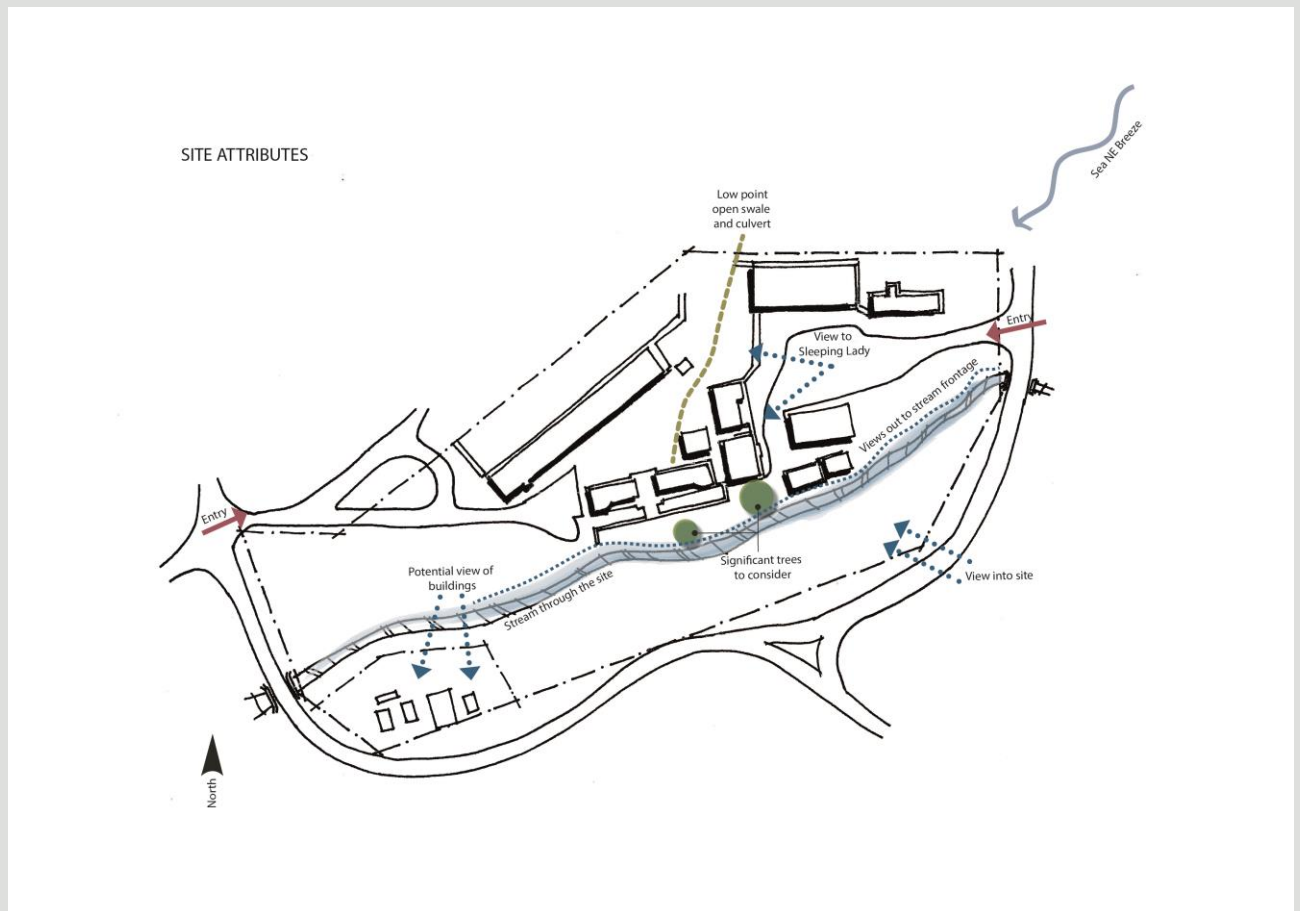 SITE ATTRIBUTES
Sea NE Breeze
Low point
open swale
and culvert
Entry
View to
Sleeping Lady
Views out to stream frontage
Entry
Significant trees
to consider
View into site
Potential view of
buildings
Stream through the site
North